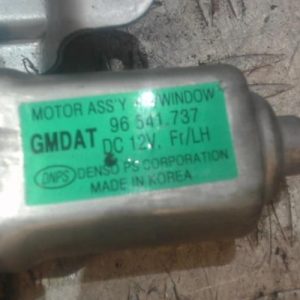 MOTOR ASS'Y WINDOW
GMDAT 96 541.737
DC 12V. Fr/LH
DNPS DENSO PS CORPORATION
MADE IN KOREA